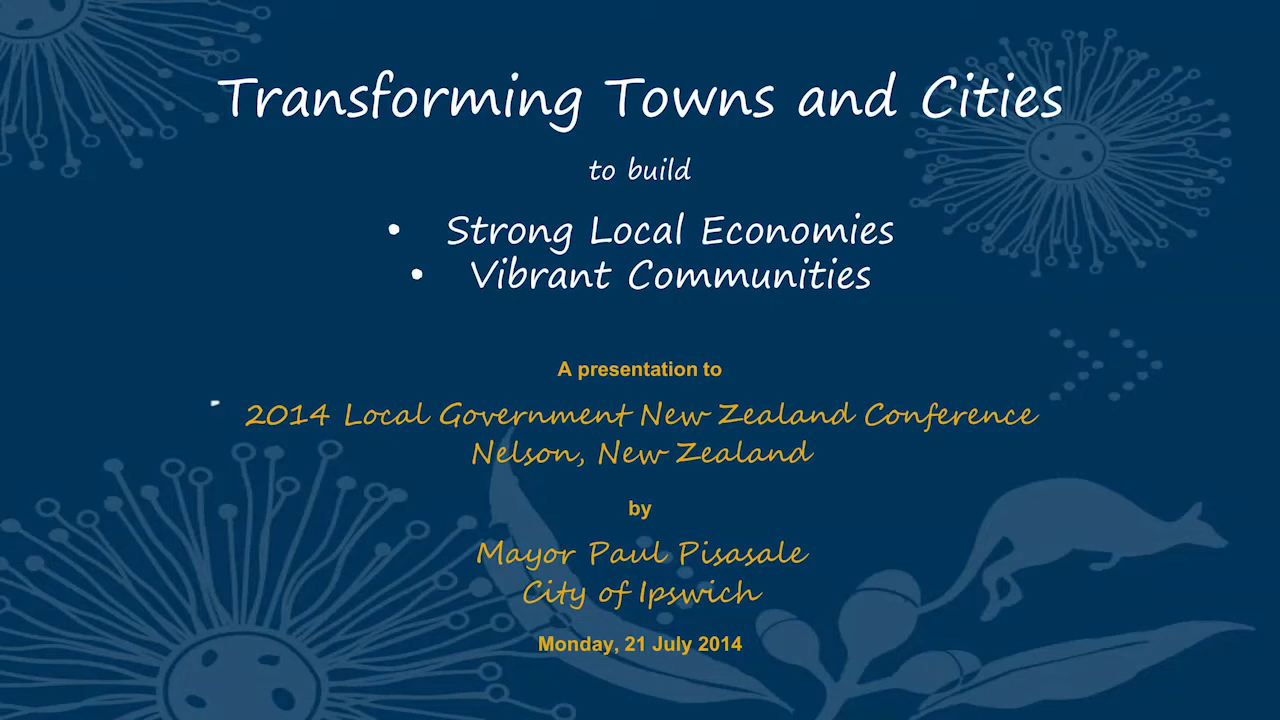 Transforming Towns and Cities
to build
• Strong Local Economies
• Vibrant Communities
A presentation to
2014 Local Government New Zealand Conference
Nelson, New Zealand
by
Mayor Paul Pisasale
City of Ipswich
Monday, 21 July 2014